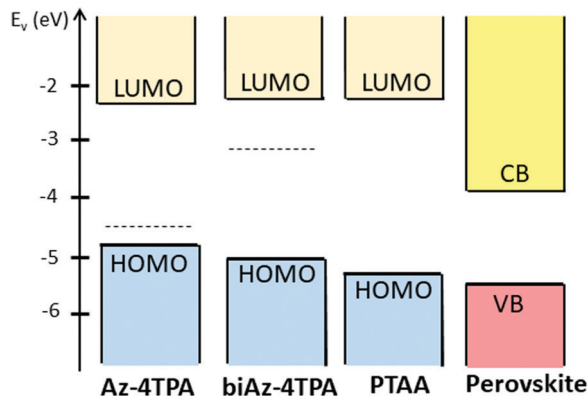 Eᵥ (eV)
-2
-3
-4
-5
-6
LUMO
LUMO
LUMO
CB
HOMO
HOMO
HOMO
VB
Az-4TPA
biAz-4TPA
PTAA
Perovskite